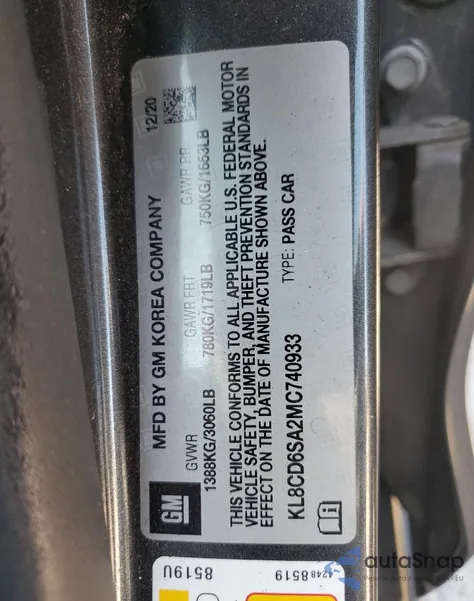 MFD BY GM KOREA COMPANY 12/20
GVWR GAWR FRT GAWR RR
1388KG/3060LB 780KG/1719LB 750KG/1653LB
THIS VEHICLE CONFORMS TO ALL APPLICABLE U.S. FEDERAL MOTOR
VEHICLE SAFETY, BUMPER, AND THEFT PREVENTION STANDARDS IN
EFFECT ON THE DATE OF MANUFACTURE SHOWN ABOVE.
TYPE: PASS CAR
KL8CD6SA2MC740933
GM
42488519
8519U
autoSnap